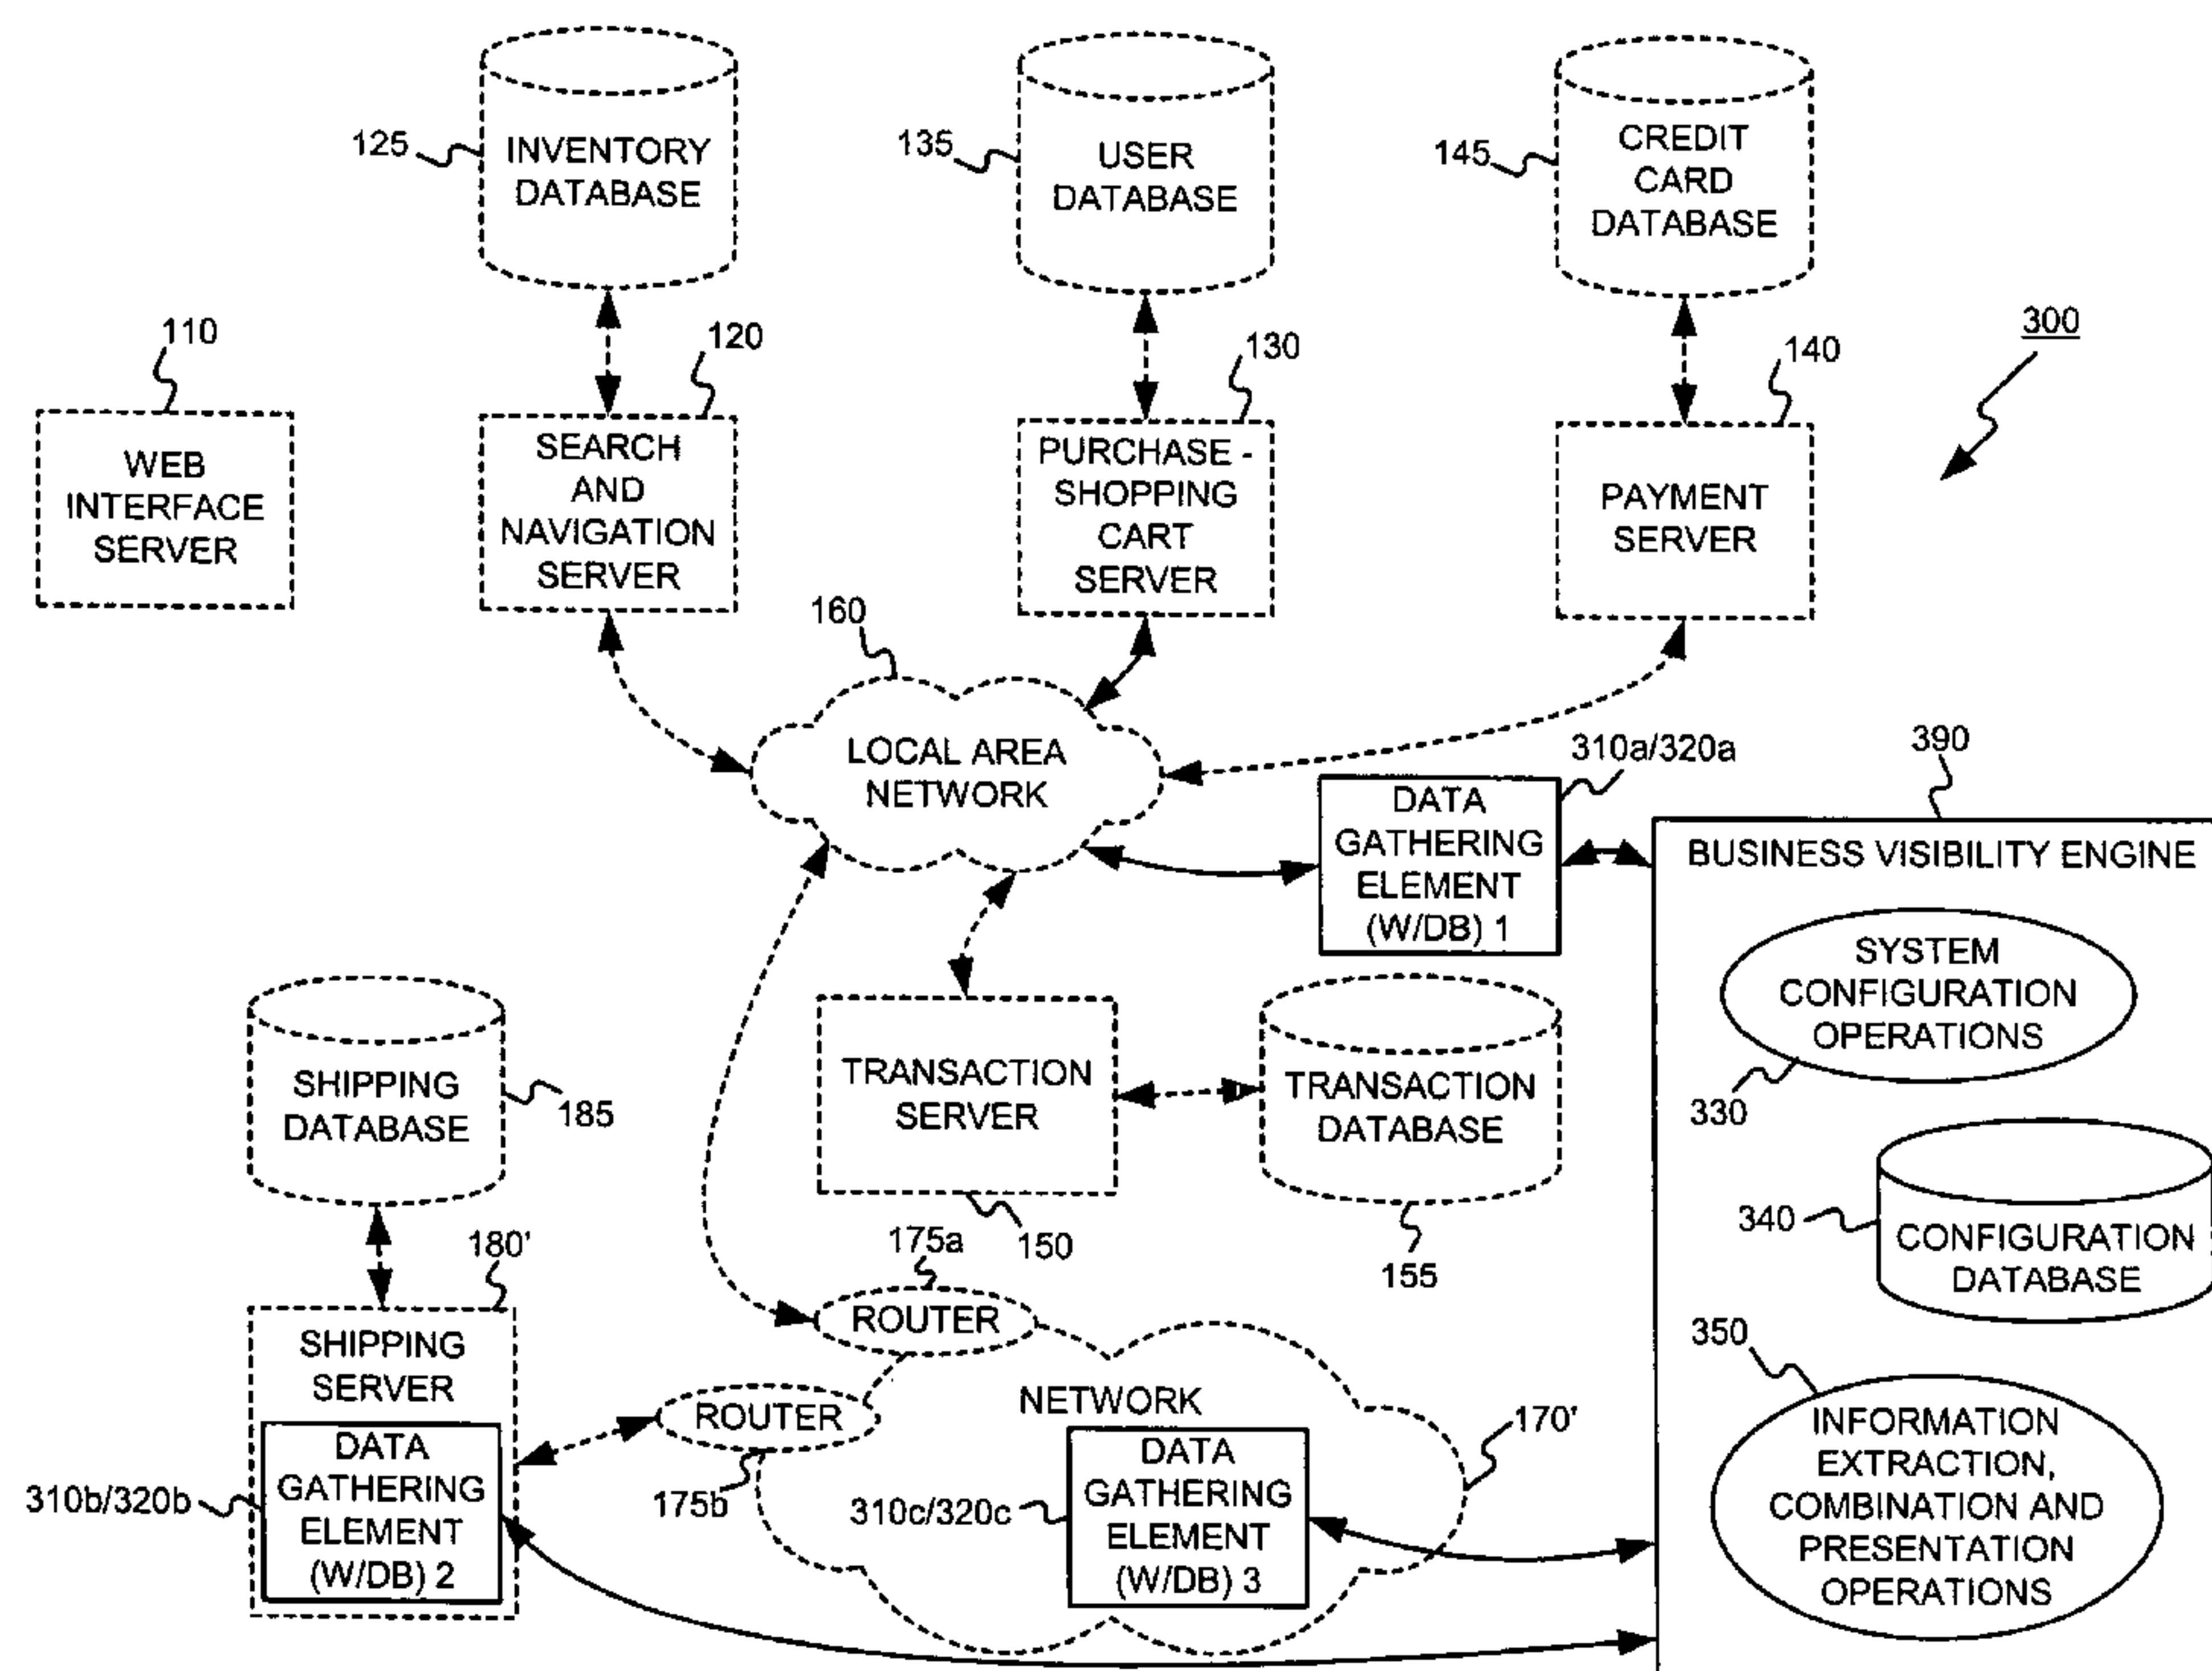 125
INVENTORY
DATABASE
135
USER
DATABASE
145
CREDIT
CARD
DATABASE
110
WEB
INTERFACE
SERVER
120
SEARCH
AND
NAVIGATION
SERVER
130
PURCHASE -
SHOPPING
CART
SERVER
140
PAYMENT
SERVER
300
160
LOCAL AREA
NETWORK
310a/320a
DATA
GATHERING
ELEMENT
(W/DB) 1
390
BUSINESS VISIBILITY ENGINE
SYSTEM
CONFIGURATION
OPERATIONS
330
340
CONFIGURATION
DATABASE
350
INFORMATION
EXTRACTION,
COMBINATION AND
PRESENTATION
OPERATIONS
SHIPPING
DATABASE
185
TRANSACTION
SERVER
150
TRANSACTION
DATABASE
155
180'
SHIPPING
SERVER
DATA
GATHERING
ELEMENT
(W/DB) 2
310b/320b
175a
ROUTER
ROUTER
175b
NETWORK
170'
310c/320c
DATA
GATHERING
ELEMENT
(W/DB) 3